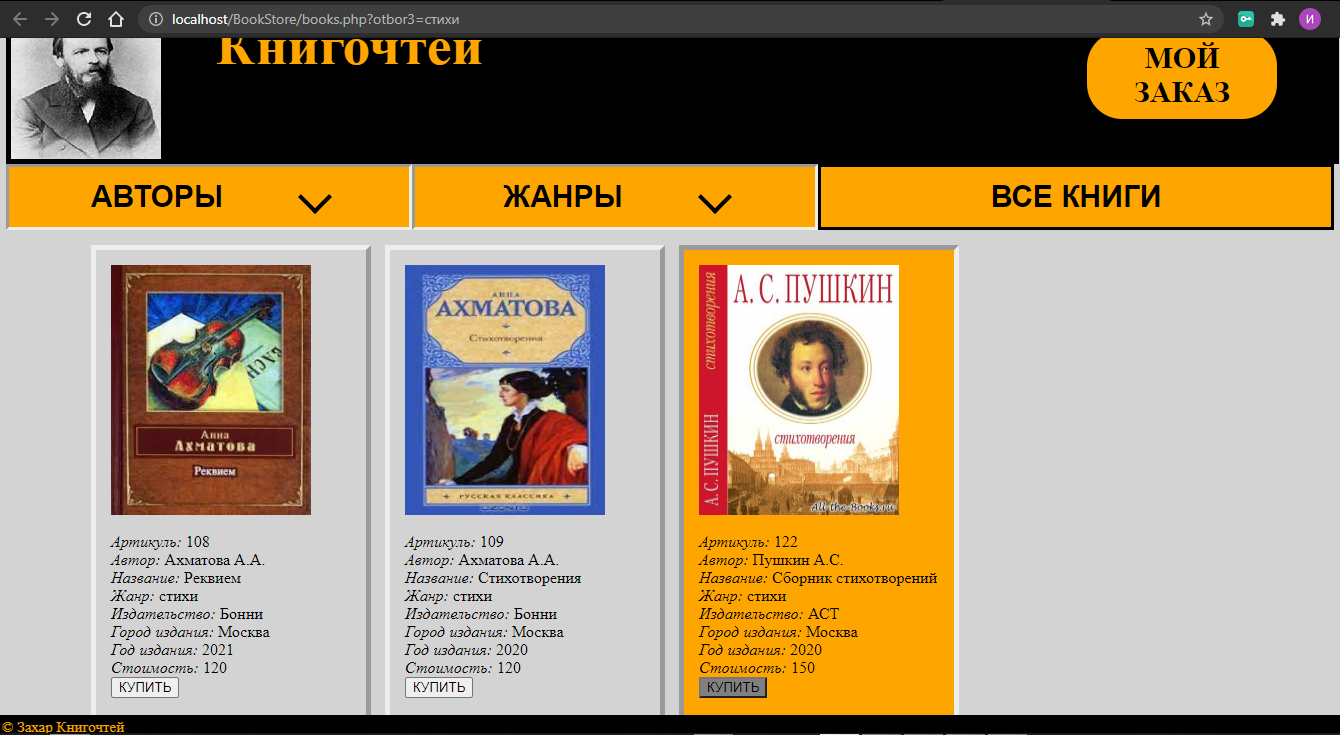 localhost/BookStore/books.php?otbor3=стихи
И
Книгочтей
МОЙ
ЗАКАЗ
АВТОРЫ
ЖАНРЫ
ВСЕ КНИГИ
Анна
Ахматова
Реквием
АННА
АХМАТОВА
Стихотворения
РУССКАЯ КЛАССИКА
стихотворения
А. С. ПУШКИН
А. С. ПУШКИН
стихотворения
All-the-Books.ru
Артикуль: 108
Автор: Ахматова А.А.
Название: Реквием
Жанр: стихи
Издательство: Бонни
Город издания: Москва
Год издания: 2021
Стоимость: 120
КУПИТЬ
Артикуль: 109
Автор: Ахматова А.А.
Название: Стихотворения
Жанр: стихи
Издательство: Бонни
Город издания: Москва
Год издания: 2020
Стоимость: 120
КУПИТЬ
Артикуль: 122
Автор: Пушкин А.С.
Название: Сборник стихотворений
Жанр: стихи
Издательство: АСТ
Город издания: Москва
Год издания: 2020
Стоимость: 150
КУПИТЬ
© Захар Книгочтей